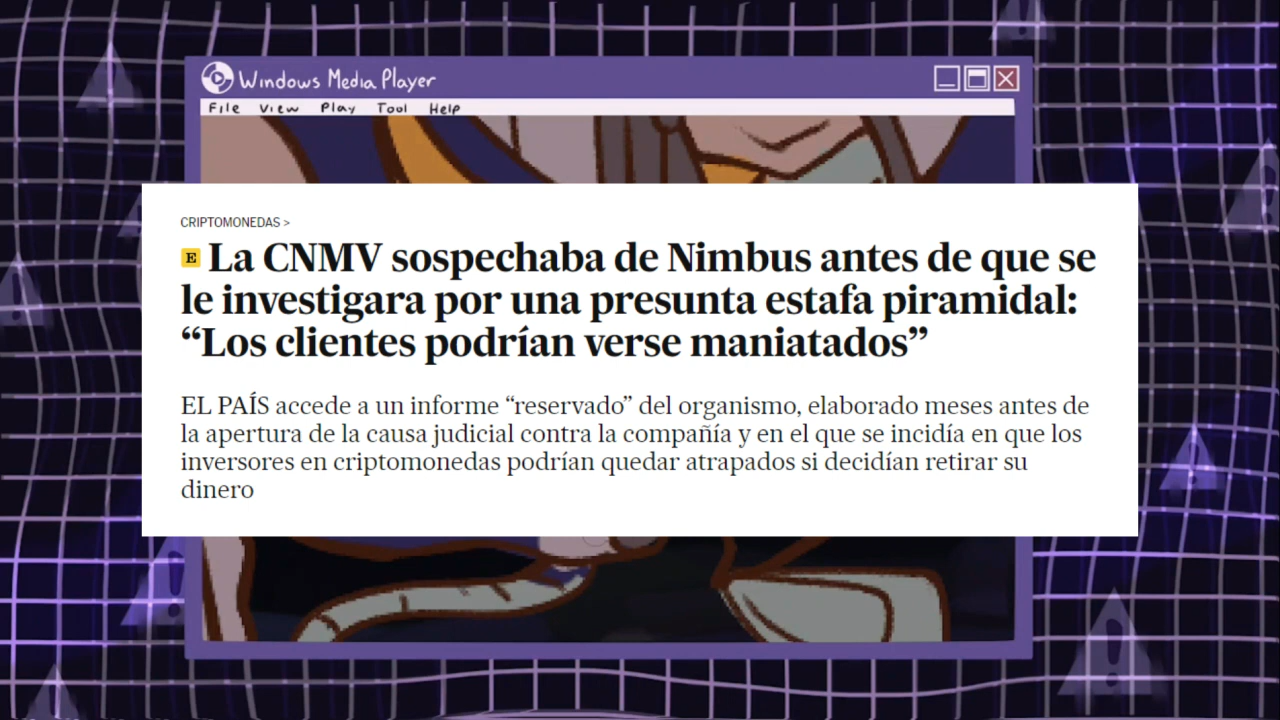 Windows Media Player
File View Play Tool Help
CRIPTOMONEDAS >
E La CNMV sospechaba de Nimbus antes de que se
le investigara por una presunta estafa piramidal:
“Los clientes podrían verse maniatados”
EL PAÍS accede a un informe “reservado” del organismo, elaborado meses antes de
la apertura de la causa judicial contra la compañía y en el que se incidía en que los
inversores en criptomonedas podrían quedar atrapados si decidían retirar su
dinero